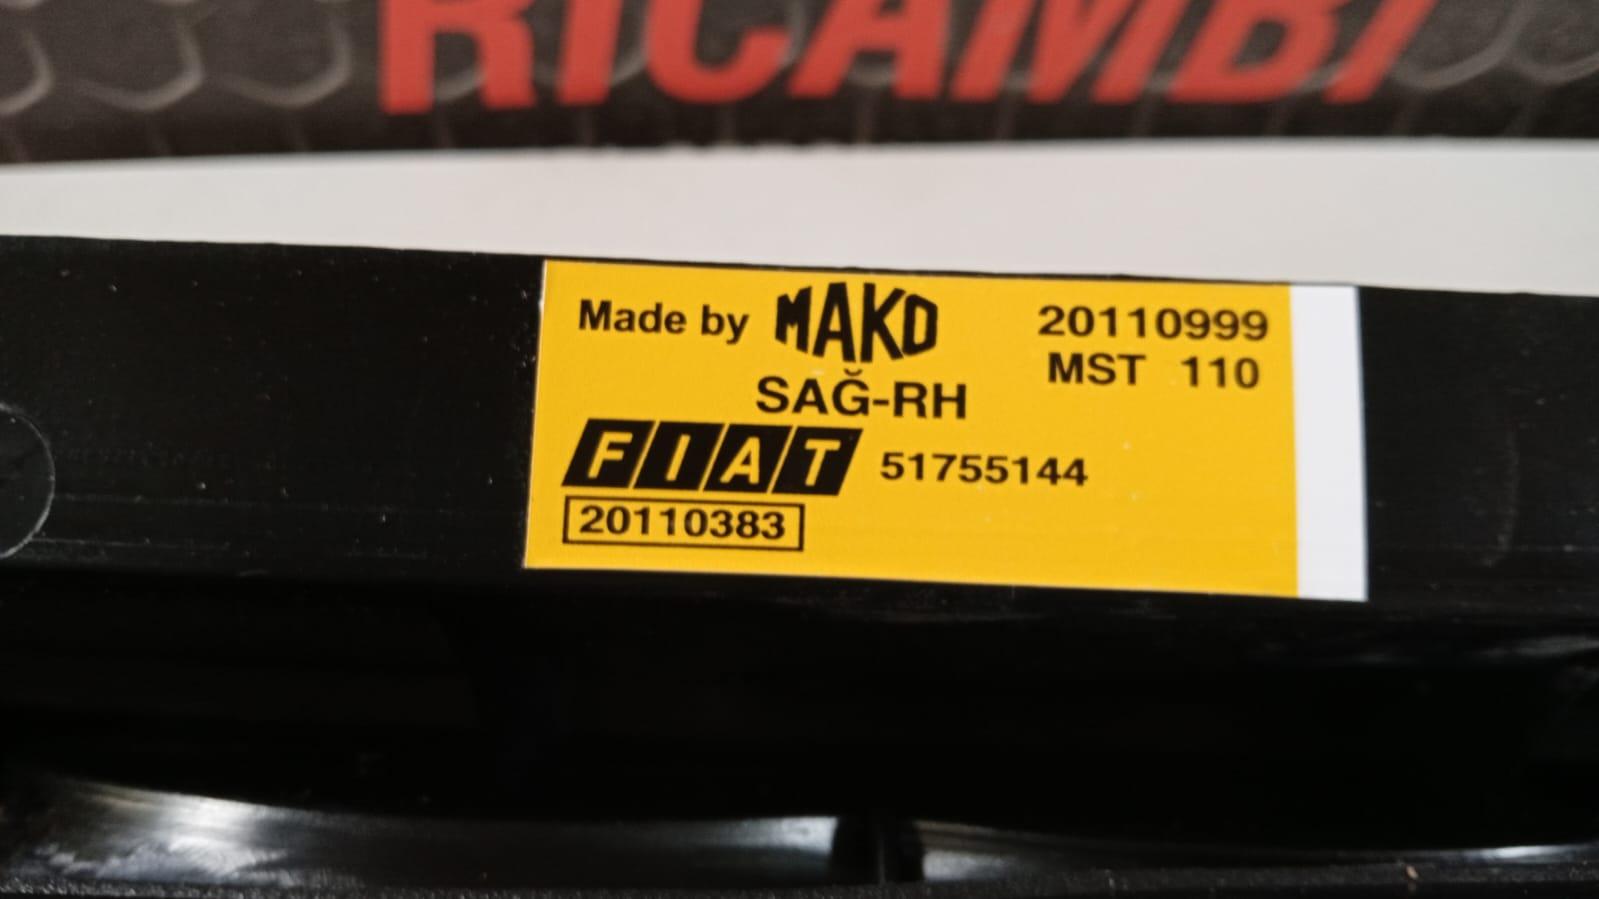 RICAMBI
Made by MAKO
20110999
MST 110
SAĞ-RH
FIAT 51755144
20110383